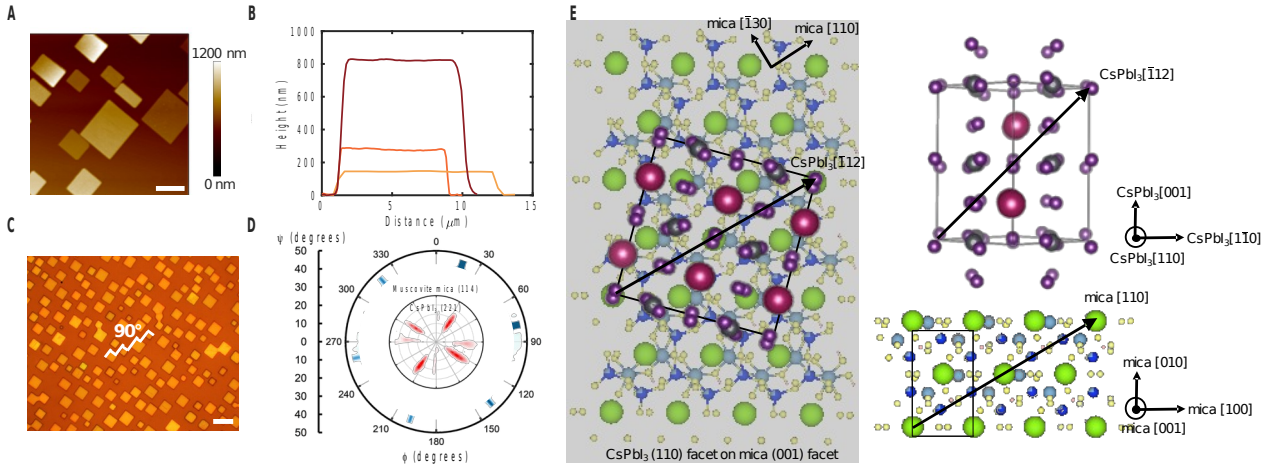 A
1200 nm
0 nm
B
1000
800
600
400
200
0
Height (nm)
0
5
10
15
Distance (μm)
C
90°
D
ψ (degrees)
50
40
30
20
10
0
10
20
30
40
50
0
30
60
90
120
150
180
210
240
270
300
330
Muscovite mica (114)
CsPbI₃ (221)
ϕ (degrees)
E
mica [1̄30]
mica [110]
CsPbI₃[1̄12]
CsPbI₃ (110) facet on mica (001) facet
CsPbI₃[1̄12]
CsPbI₃[001]
CsPbI₃[11̄0]
CsPbI₃[110]
mica [110]
mica [010]
mica [100]
mica [001]